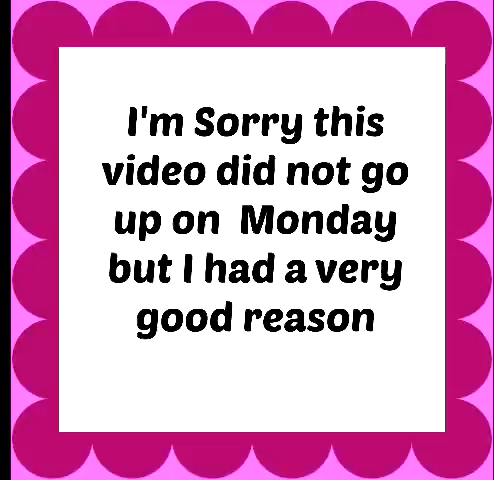 I'm Sorry this
video did not go
up on Monday
but I had a very
good reason